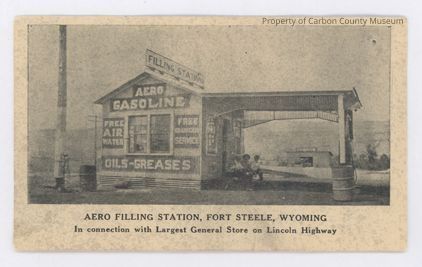 Property of Carbon County Museum
FILLING STATION
AERO
GASOLINE
FREE
AIR
WATER
FREE
CRANKCASE
SERVICE
OILS-GREASES
AERO FILLING STATION, FORT STEELE, WYOMING
In connection with Largest General Store on Lincoln Highway